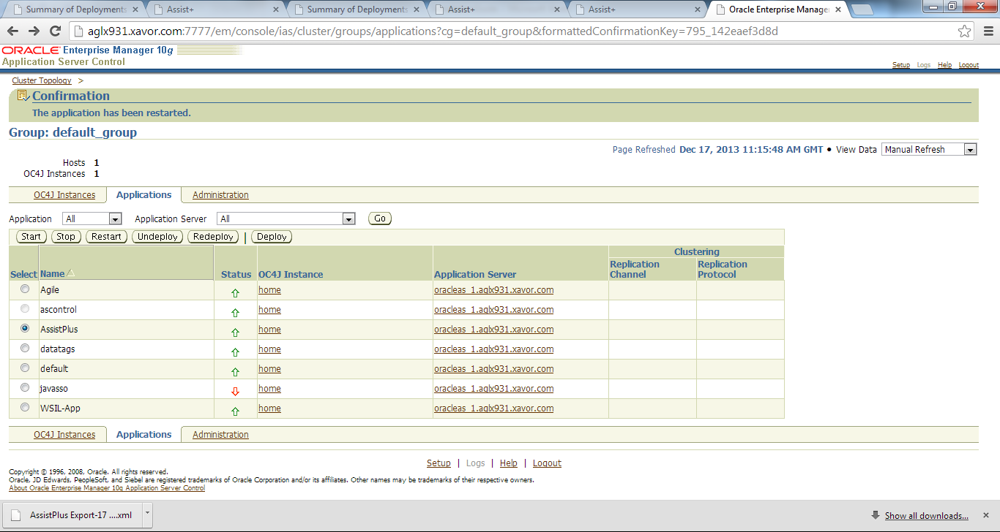 Summary of Deployments Assist+ Summary of Deployments Assist+ Assist+ Oracle Enterprise Manage
aglx931.xavor.com:7777/em/console/ias/cluster/groups/applications?cg=default_group&formattedConfirmationKey=795_142eaef3d8d
ORACLE Enterprise Manager 10g
Application Server Control
Setup Logs Help Logout
Cluster Topology >
Confirmation
The application has been restarted.
Group: default_group
Page Refreshed Dec 17, 2013 11:15:48 AM GMT • View Data Manual Refresh
Hosts 1
OC4J Instances 1
OC4J Instances Applications Administration
Application All Application Server All Go
Start Stop Restart Undeploy Redeploy | Deploy
Clustering
Select Name Status OC4J Instance Application Server Replication Channel Replication Protocol
Agile home oracleas_1.aglx931.xavor.com
ascontrol home oracleas_1.aglx931.xavor.com
AssistPlus home oracleas_1.aglx931.xavor.com
datatags home oracleas_1.aglx931.xavor.com
default home oracleas_1.aglx931.xavor.com
javasso home oracleas_1.aglx931.xavor.com
WSIL-App home oracleas_1.aglx931.xavor.com
OC4J Instances Applications Administration
Setup | Logs | Help | Logout
Copyright © 1996, 2008, Oracle. All rights reserved.
Oracle, JD Edwards, PeopleSoft, and Siebel are registered trademarks of Oracle Corporation and/or its affiliates. Other names may be trademarks of their respective owners.
About Oracle Enterprise Manager 10g Application Server Control
AssistPlus Export-17 ....xml Show all downloads...